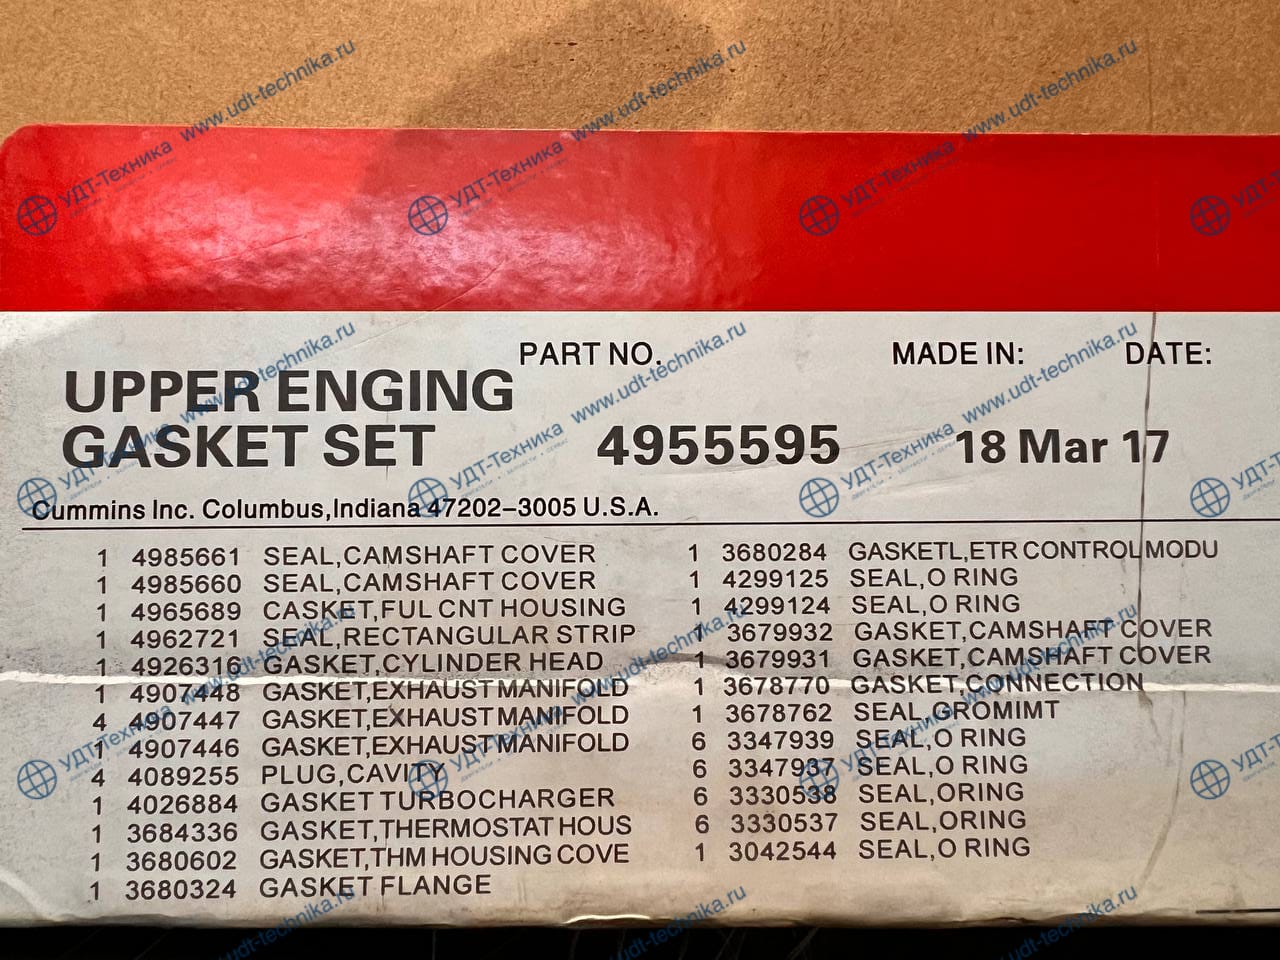 PART NO. MADE IN: DATE:
UPPER ENGING
GASKET SET 4955595 18 Mar 17
Cummins Inc. Columbus,Indiana 47202-3005 U.S.A.
1 4985661 SEAL,CAMSHAFT COVER
1 4985660 SEAL,CAMSHAFT COVER
1 4965689 CASKET,FUL CNT HOUSING
1 4962721 SEAL,RECTANGULAR STRIP
1 4926316 GASKET,CYLINDER HEAD
1 4907448 GASKET,EXHAUST MANIFOLD
4 4907447 GASKET,EXHAUST MANIFOLD
1 4907446 GASKET,EXHAUST MANIFOLD
4 4089255 PLUG,CAVITY
1 4026884 GASKET TURBOCHARGER
1 3684336 GASKET,THERMOSTAT HOUS
1 3680602 GASKET,THM HOUSING COVE
1 3680324 GASKET FLANGE
1 3680284 GASKETL,ETR CONTROL MODU
1 4299125 SEAL,O RING
1 4299124 SEAL,O RING
1 3679932 GASKET,CAMSHAFT COVER
1 3679931 GASKET,CAMSHAFT COVER
1 3678770 GASKET,CONNECTION
1 3678762 SEAL,GROMIMT
6 3347939 SEAL,O RING
6 3347937 SEAL,O RING
6 3330538 SEAL,ORING
6 3330537 SEAL,ORING
1 3042544 SEAL,O RING
УДТ-Техника www.udt-technika.ru